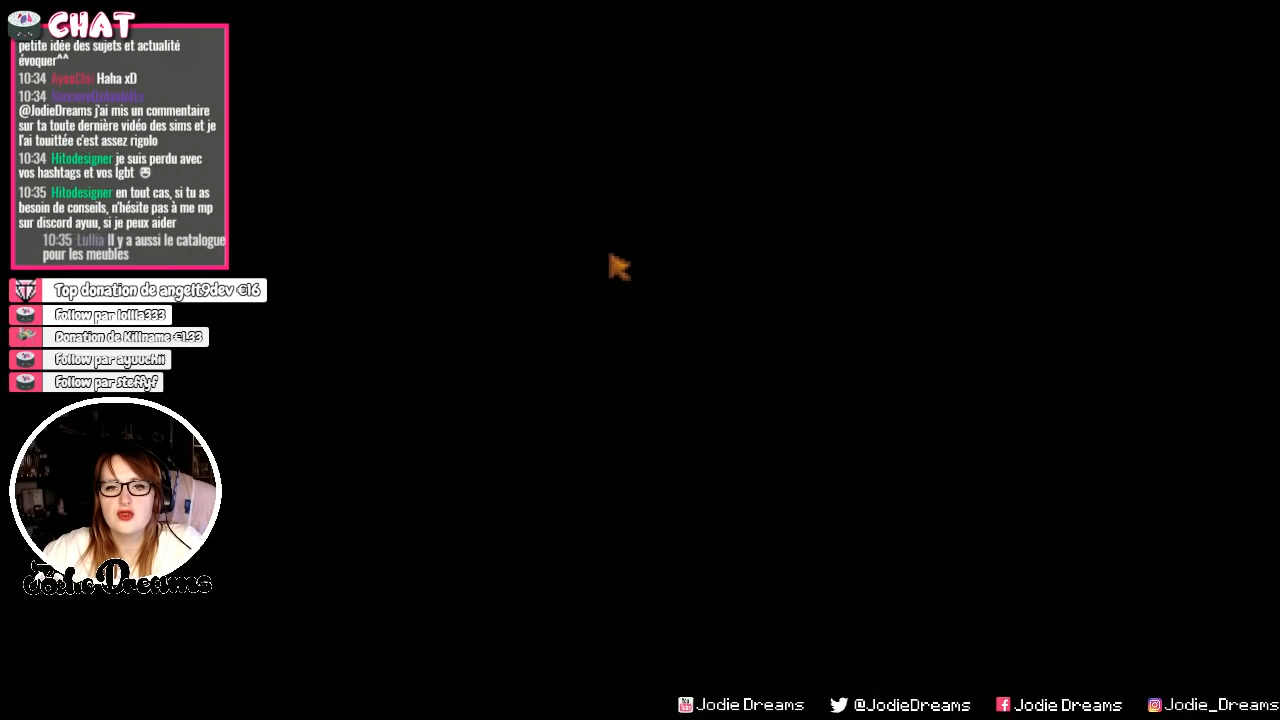 CHAT
petite idée des sujets et actualité
évoquer^^
10:34 AyuuChii Haha xD
10:34
@JodieDreams j'ai mis un commentaire
sur ta toute dernière vidéo des sims et je
l'ai touittée c'est assez rigolo
10:34 Hitodesigner je suis perdu avec
vos hashtags et vos lgbt
10:35 Hitodesigner en tout cas, si tu as
besoin de conseils, n'hésite pas à me mp
sur discord ayuu, si je peux aider
10:35 Lullia Il y a aussi le catalogue
pour les meubles
Top donation de angel19dev €16
Follow par lollla333
Donation de Killname €1.33
Follow par ayuuchii
Follow par steffyf
Jodie Dreams
Jodie Dreams
@JodieDreams
Jodie Dreams
Jodie_Dreams